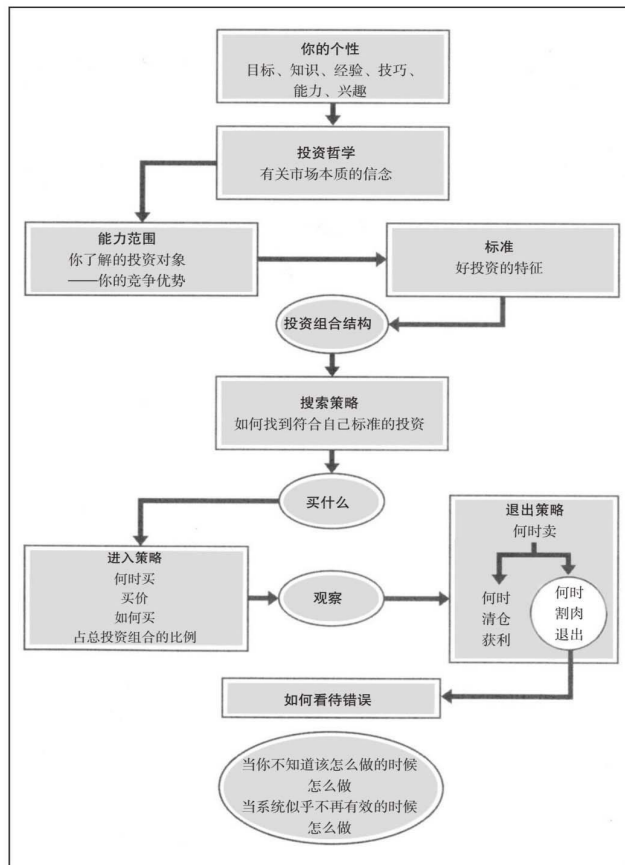 你的个性
目标、知识、经验、技巧、
能力、兴趣
投资哲学
有关市场本质的信念
能力范围
你了解的投资对象
——你的竞争优势
标准
好投资的特征
投资组合结构
搜索策略
如何找到符合自己标准的投资
买什么
进入策略
何时买
买价
如何买
占总投资组合的比例
观察
退出策略
何时卖
何时
清仓
获利
何时
割肉
退出
如何看待错误
当你不知道该怎么做的时候
怎么做
当系统似乎不再有效的时候
怎么做